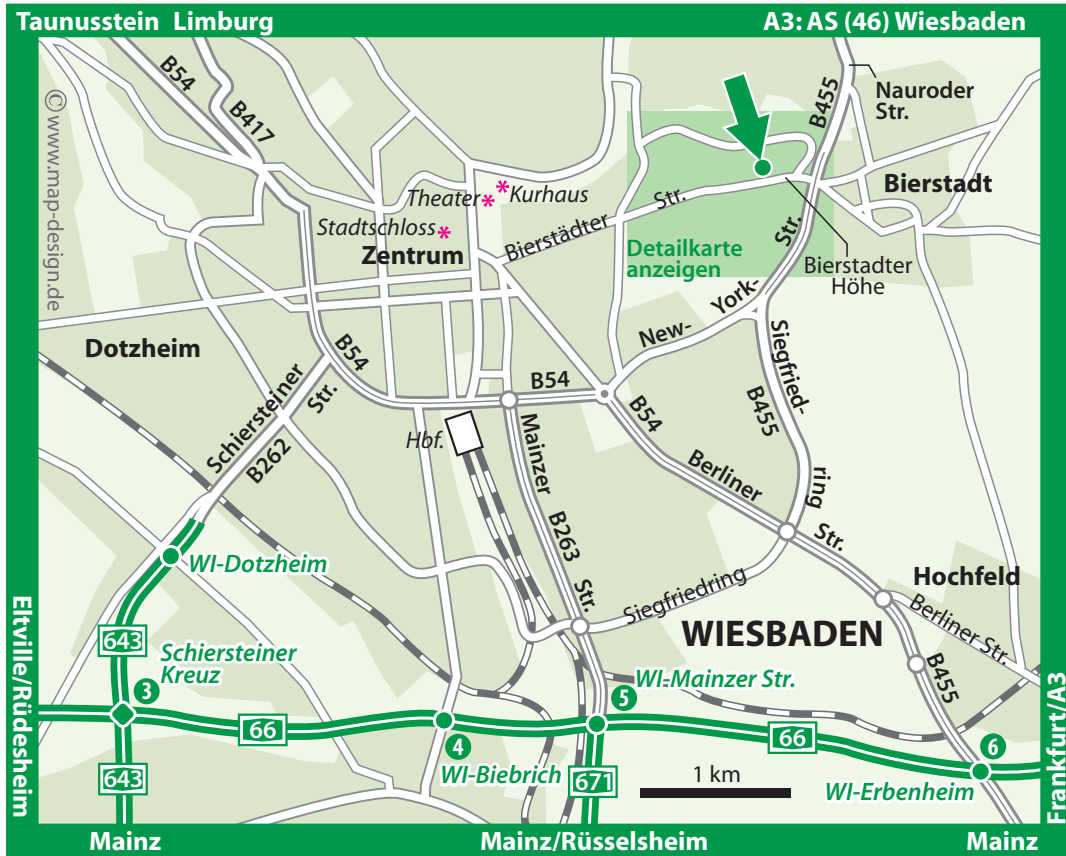 Taunusstein Limburg
A3: AS (46) Wiesbaden
B54
B417
B455
Nauroder
Str.
© www.map-design.de
Theater
Kurhaus
Stadtschloss
Zentrum
Bierstädter
Str.
Bierstadt
Detailkarte
anzeigen
Str.
Bierstadter
Höhe
York-
New-
Dotzheim
B54
Siegfried-
B455
ring
Schiersteiner
Str.
B262
B54
B54
Hbf.
Mainzer
B263
Str.
Berliner
Str.
WI-Dotzheim
Siegfriedring
Hochfeld
Berliner Str.
WIESBADEN
B455
643
Schiersteiner
Kreuz
3
WI-Mainzer Str.
5
66
66
6
4
WI-Biebrich
643
671
1 km
WI-Erbenheim
Eltville/Rüdesheim
Frankfurt/A3
Mainz
Mainz/Rüsselsheim
Mainz